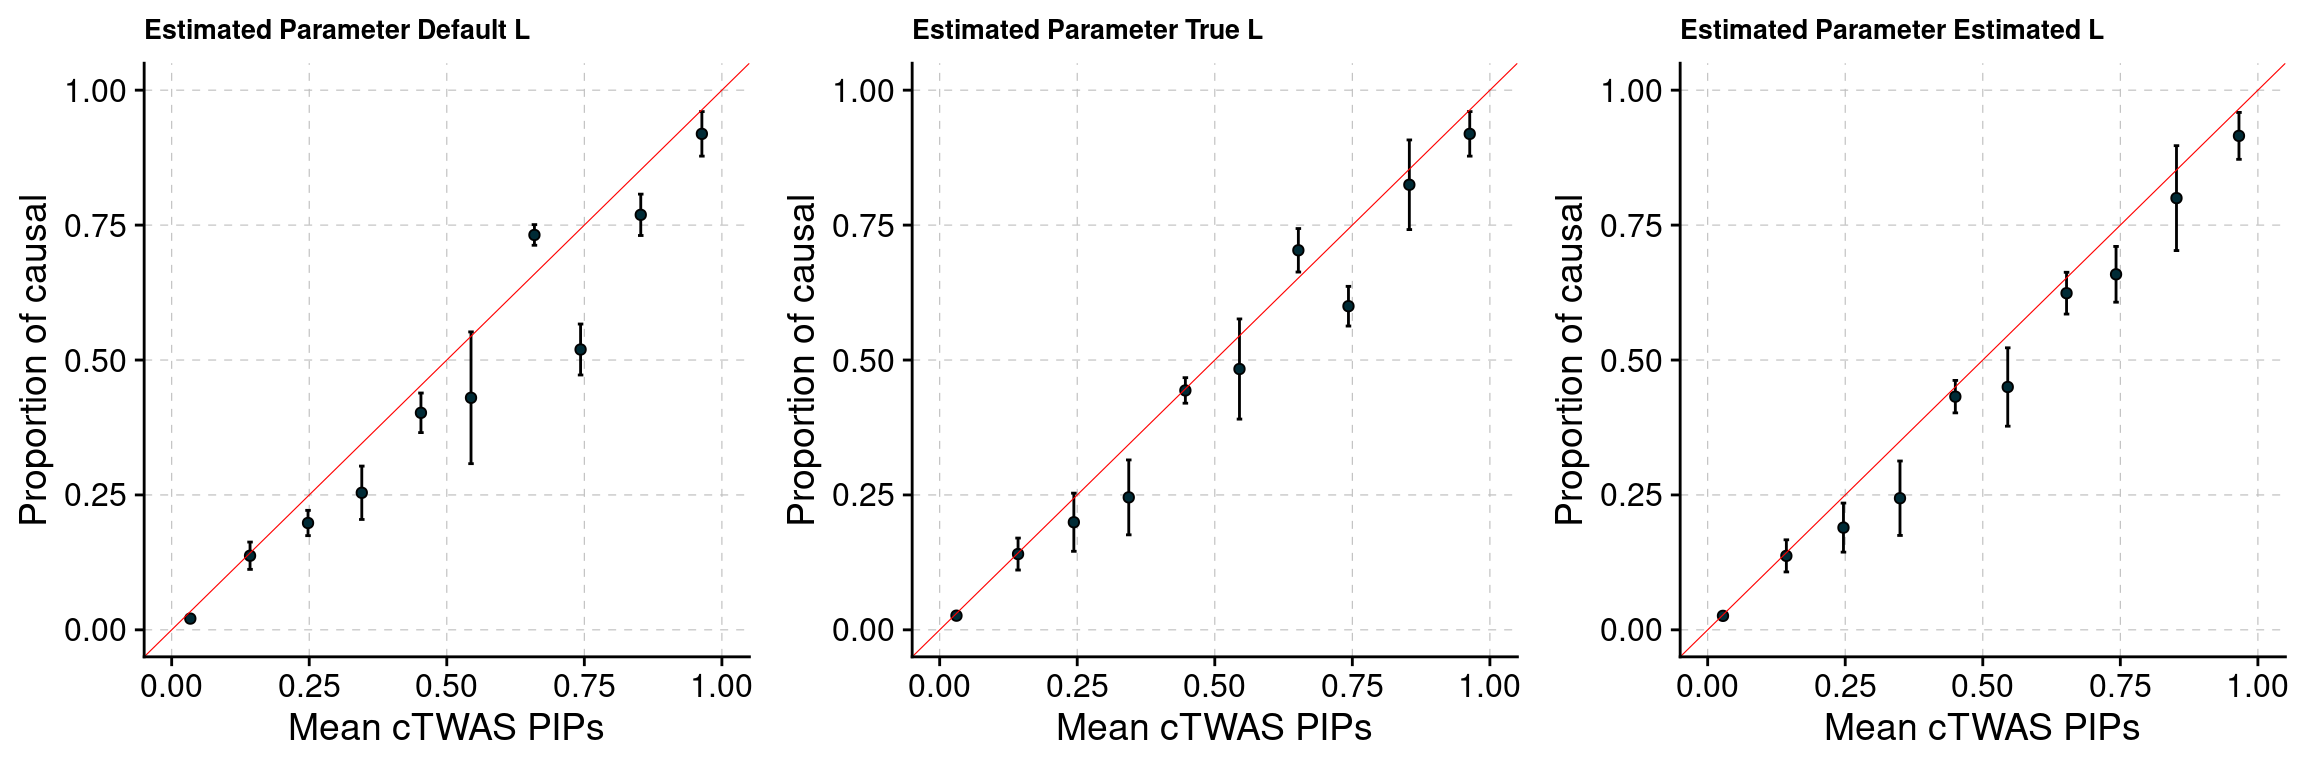 Estimated Parameter Default L
1.00
0.75
0.50
0.25
0.00
Proportion of causal
0.00 0.25 0.50 0.75 1.00
Mean cTWAS PIPs
Estimated Parameter True L
1.00
0.75
0.50
0.25
0.00
Proportion of causal
0.00 0.25 0.50 0.75 1.00
Mean cTWAS PIPs
Estimated Parameter Estimated L
1.00
0.75
0.50
0.25
0.00
Proportion of causal
0.00 0.25 0.50 0.75 1.00
Mean cTWAS PIPs